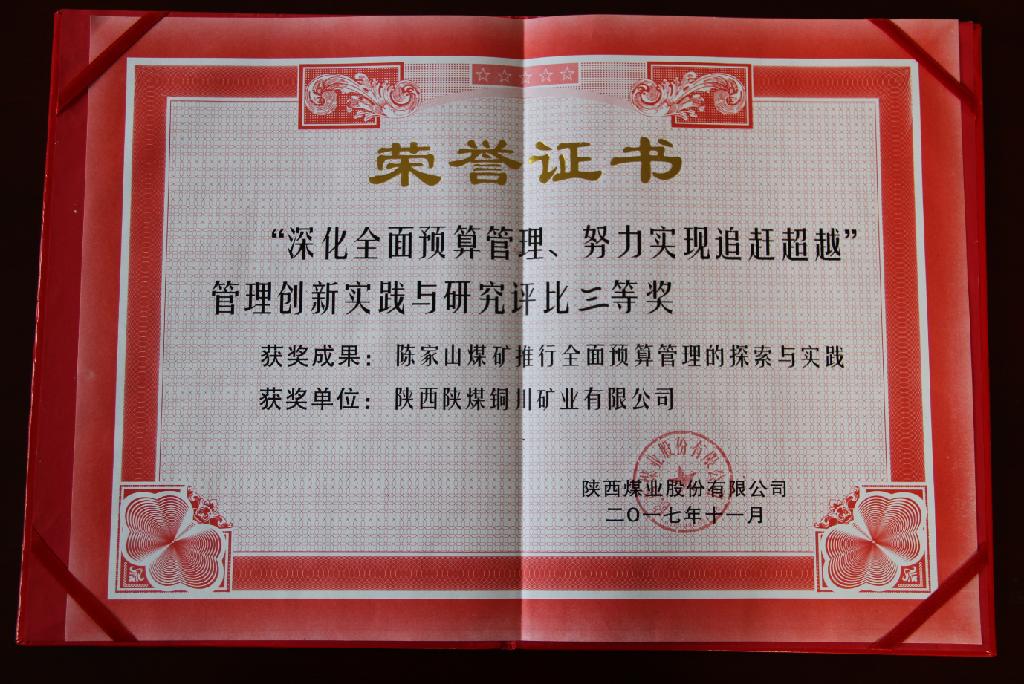 荣誉证书
“深化全面预算管理、努力实现追赶超越”
管理创新实践与研究评比三等奖
获奖成果：陈家山煤矿推行全面预算管理的探索与实践
获奖单位：陕西陕煤铜川矿业有限公司
陕西煤业股份有限公司
二〇一七年十一月